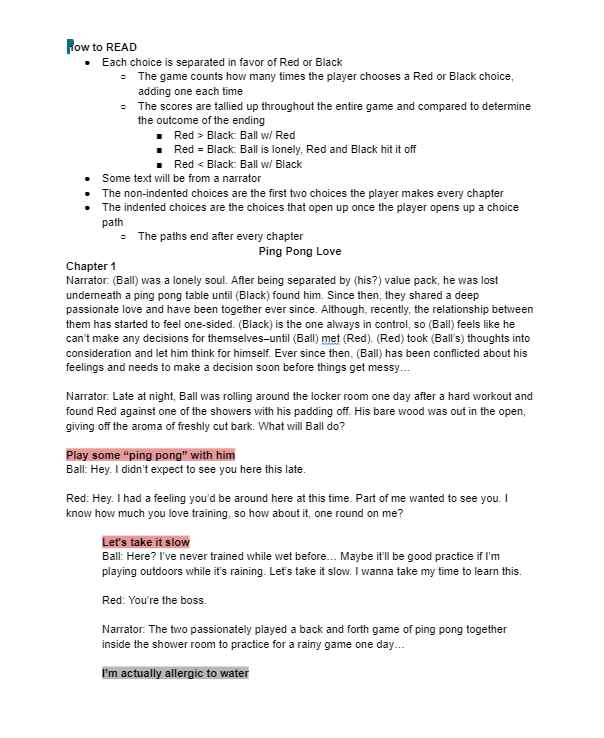 How to READ
● Each choice is separated in favor of Red or Black
○ The game counts how many times the player chooses a Red or Black choice,
adding one each time
○ The scores are tallied up throughout the entire game and compared to determine
the outcome of the ending
■ Red > Black: Ball w/ Red
■ Red = Black: Ball is lonely, Red and Black hit it off
■ Red < Black: Ball w/ Black
● Some text will be from a narrator
● The non-indented choices are the first two choices the player makes every chapter
● The indented choices are the choices that open up once the player opens up a choice
path
○ The paths end after every chapter
Ping Pong Love
Chapter 1
Narrator: (Ball) was a lonely soul. After being separated by (his?) value pack, he was lost
underneath a ping pong table until (Black) found him. Since then, they shared a deep
passionate love and have been together ever since. Although, recently, the relationship between
them has started to feel one-sided. (Black) is the one always in control, so (Ball) feels like he
can't make any decisions for themselves–until (Ball) met (Red). (Red) took (Ball's) thoughts into
consideration and let him think for himself. Ever since then, (Ball) has been conflicted about his
feelings and needs to make a decision soon before things get messy…
Narrator: Late at night, Ball was rolling around the locker room one day after a hard workout and
found Red against one of the showers with his padding off. His bare wood was out in the open,
giving off the aroma of freshly cut bark. What will Ball do?
Play some “ping pong” with him
Ball: Hey. I didn't expect to see you here this late.
Red: Hey. I had a feeling you'd be around here at this time. Part of me wanted to see you. I
know how much you love training, so how about it, one round on me?
Let's take it slow
Ball: Here? I've never trained while wet before… Maybe it'll be good practice if I'm
playing outdoors while it's raining. Let's take it slow. I wanna take my time to learn this.
Red: You're the boss.
Narrator: The two passionately played a back and forth game of ping pong together
inside the shower room to practice for a rainy game one day…
I'm actually allergic to water